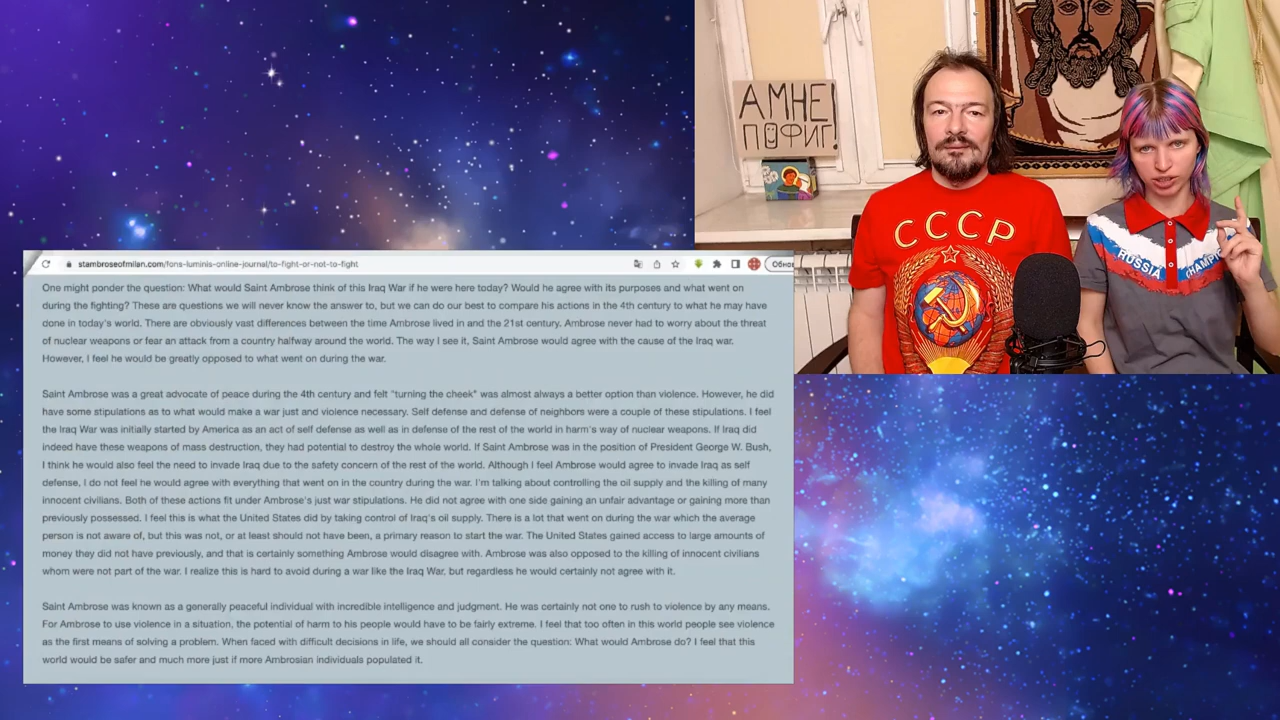 А МНЕ!
ПОФИГ!
СССР
RUSSIA
CHAMPIO
stambroseofmilan.com/fons-luminis-online-journal/to-fight-or-not-to-fight
Обнов
One might ponder the question: What would Saint Ambrose think of this Iraq War if he were here today? Would he agree with its purposes and what went on
during the fighting? These are questions we will never know the answer to, but we can do our best to compare his actions in the 4th century to what he may have
done in today's world. There are obviously vast differences between the time Ambrose lived in and the 21st century. Ambrose never had to worry about the threat
of nuclear weapons or fear an attack from a country halfway around the world. The way I see it, Saint Ambrose would agree with the cause of the Iraq war.
However, I feel he would be greatly opposed to what went on during the war.
Saint Ambrose was a great advocate of peace during the 4th century and felt "turning the cheek" was almost always a better option than violence. However, he did
have some stipulations as to what would make a war just and violence necessary. Self defense and defense of neighbors were a couple of these stipulations. I feel
the Iraq War was initially started by America as an act of self defense as well as in defense of the rest of the world in harm's way of nuclear weapons. If Iraq did
indeed have these weapons of mass destruction, they had potential to destroy the whole world. If Saint Ambrose was in the position of President George W. Bush,
I think he would also feel the need to invade Iraq due to the safety concern of the rest of the world. Although I feel Ambrose would agree to invade Iraq as self
defense, I do not feel he would agree with everything that went on in the country during the war. I'm talking about controlling the oil supply and the killing of many
innocent civilians. Both of these actions fit under Ambrose's just war stipulations. He did not agree with one side gaining an unfair advantage or gaining more than
previously possessed. I feel this is what the United States did by taking control of Iraq's oil supply. There is a lot that went on during the war which the average
person is not aware of, but this was not, or at least should not have been, a primary reason to start the war. The United States gained access to large amounts of
money they did not have previously, and that is certainly something Ambrose would disagree with. Ambrose was also opposed to the killing of innocent civilians
whom were not part of the war. I realize this is hard to avoid during a war like the Iraq War, but regardless he would certainly not agree with it.
Saint Ambrose was known as a generally peaceful individual with incredible intelligence and judgment. He was certainly not one to rush to violence by any means.
For Ambrose to use violence in a situation, the potential of harm to his people would have to be fairly extreme. I feel that too often in this world people see violence
as the first means of solving a problem. When faced with difficult decisions in life, we should all consider the question: What would Ambrose do? I feel that this
world would be safer and much more just if more Ambrosian individuals populated it.